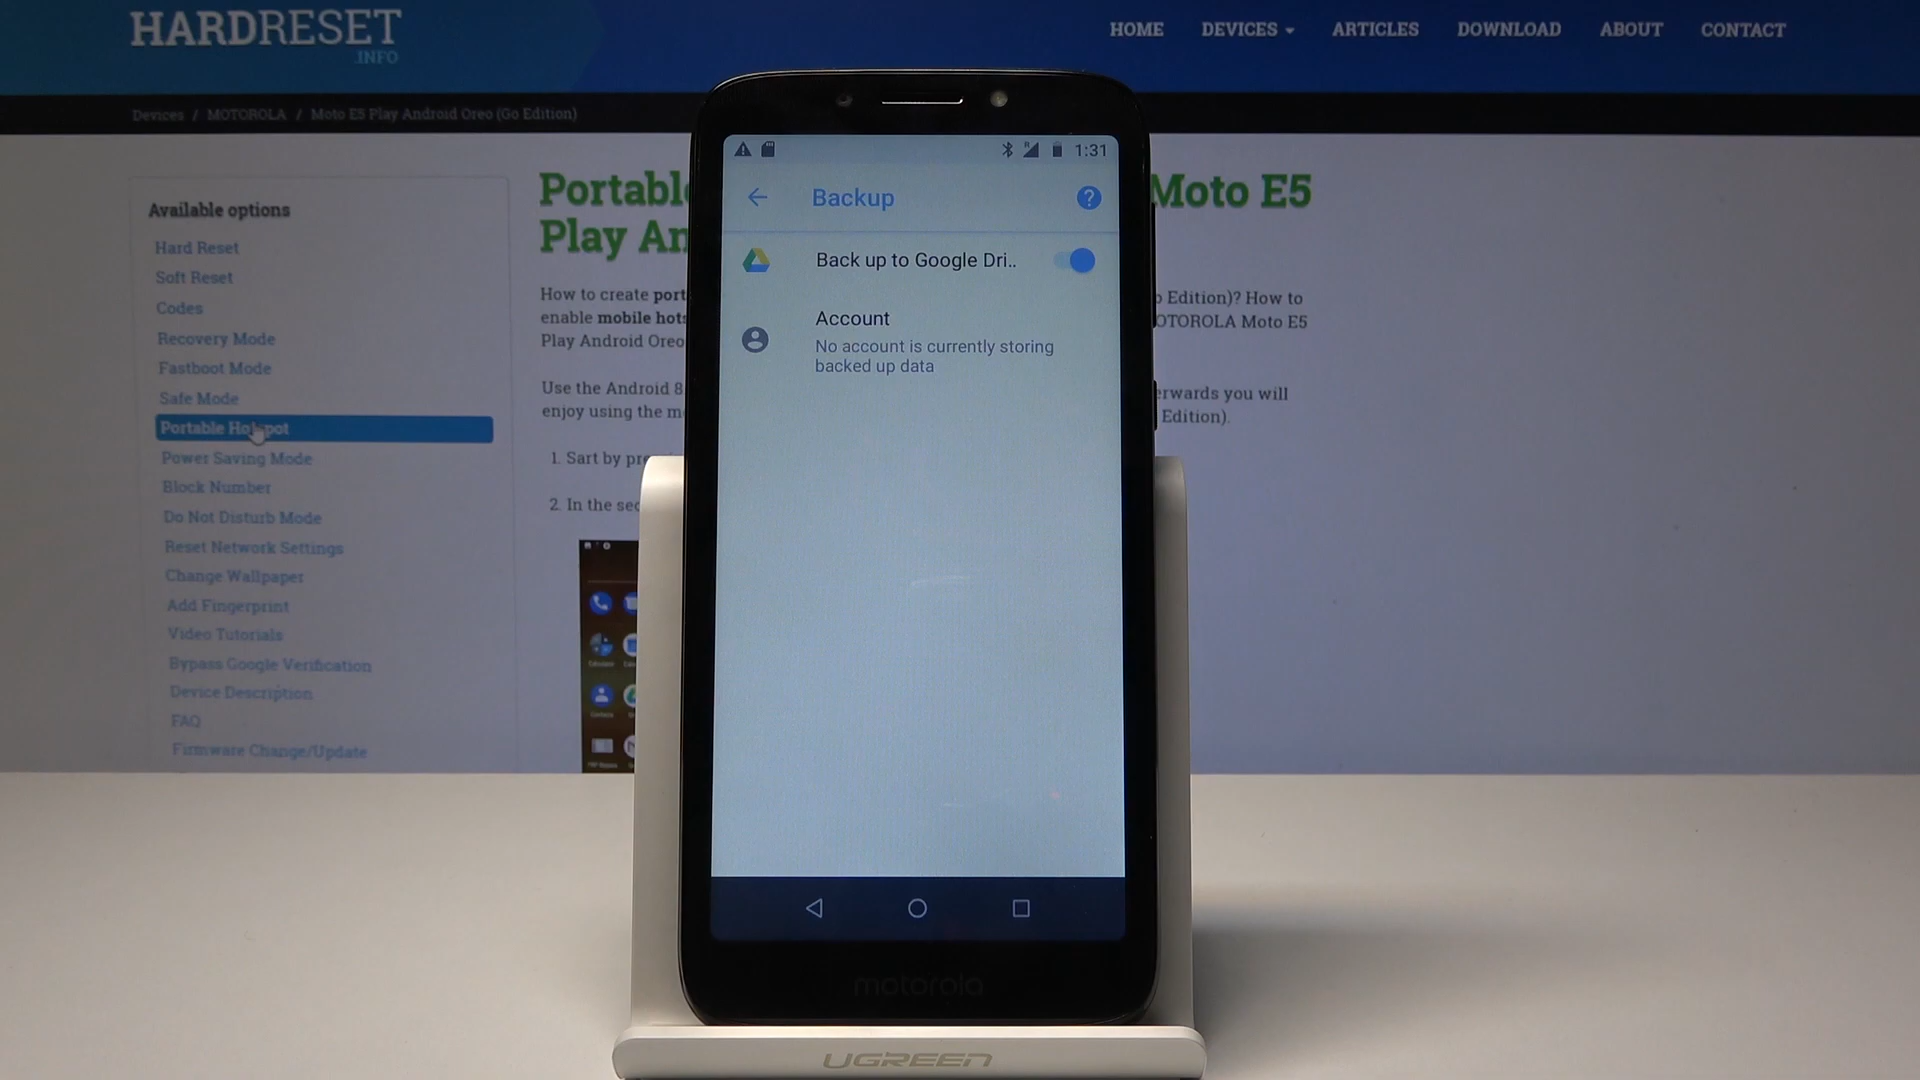 HARDRESET
.INFO
HOME DEVICES ARTICLES DOWNLOAD ABOUT CONTACT
Devices / MOTOROLA / Moto E5 Play Android Oreo (Go Edition)
Available options
Hard Reset
Soft Reset
Codes
Recovery Mode
Fastboot Mode
Safe Mode
Portable Hotspot
Power Saving Mode
Block Number
Do Not Disturb Mode
Reset Network Settings
Change Wallpaper
Add Fingerprint
Video Tutorials
Bypass Google Verification
Device Description
FAQ
Firmware Change/Update
Portable Moto E5
Play An
How to create port Edition)? How to
enable mobile hots OTOROLA Moto E5
Play Android Oreo
Use the Android 8 erwards you will
enjoy using the m Edition).
1. Sart by pre
2. In the sec
1:31
Backup
?
Back up to Google Dri..
Account
No account is currently storing
backed up data
motorola
UGREEN